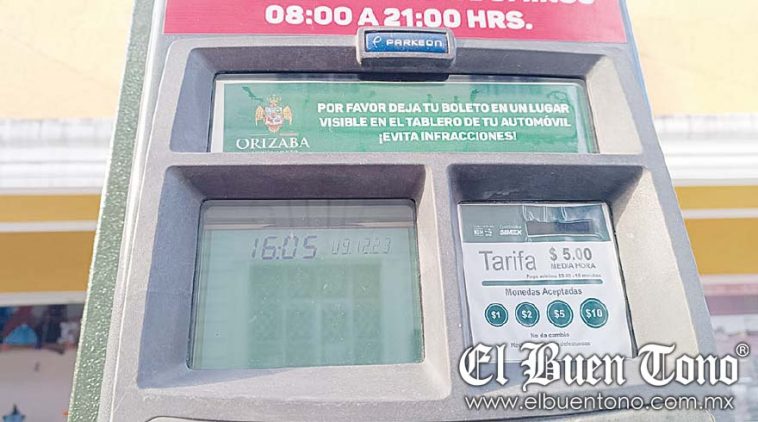 08:00 A 21:00 HRS.
PARKEON
POR FAVOR DEJA TU BOLETO EN UN LUGAR
VISIBLE EN EL TABLERO DE TU AUTOMÓVIL
¡EVITA INFRACCIONES!
ORIZABA
16:05 09.12.23
Tarifa $ 5.00
MEDIA HORA
Monedas Aceptadas
$1 $2 $5 $10
No da cambio
El Buen Tono®
www.elbuentono.com.mx